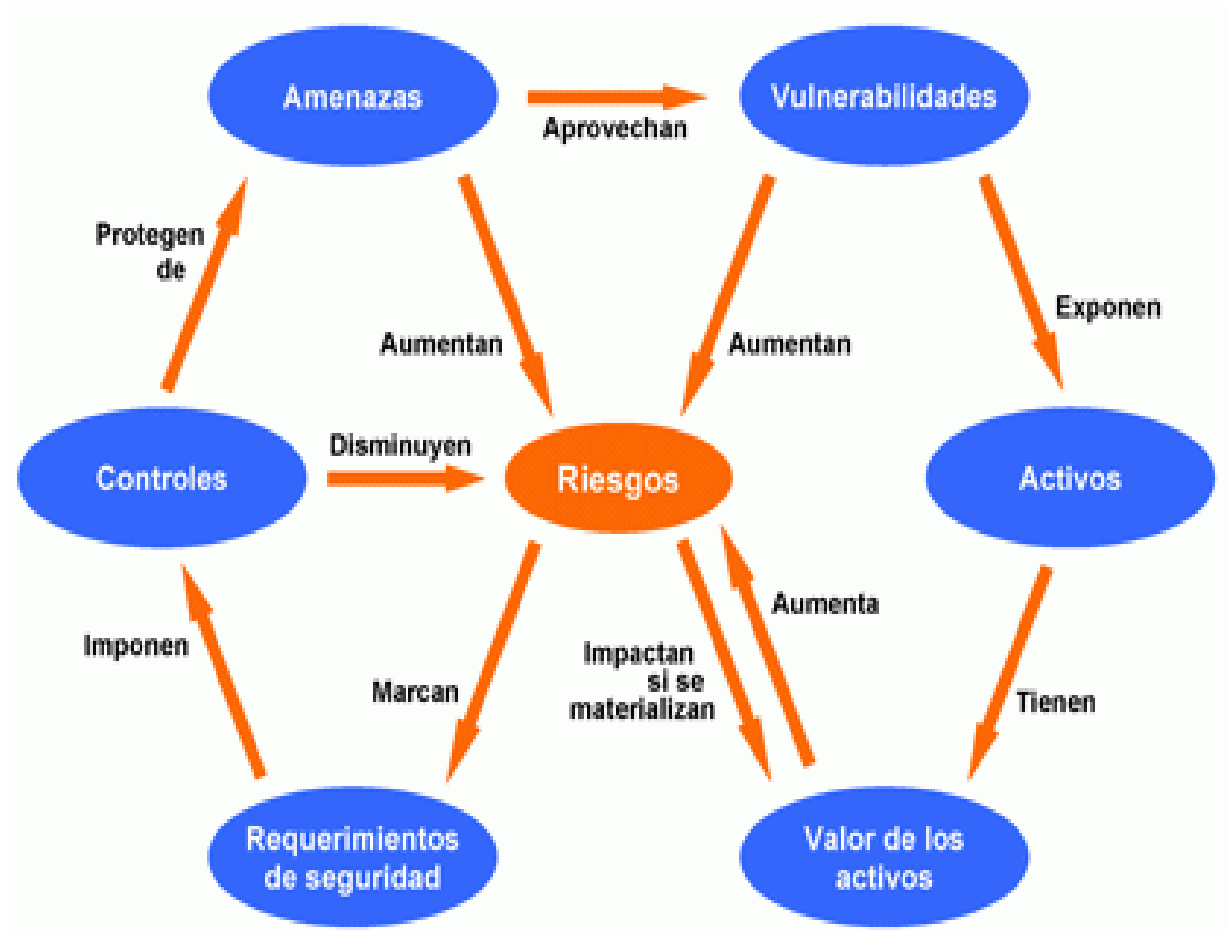 Amenazas
Vulnerabilidades
Aprovechan
Protegen
de
Exponen
Aumentan
Aumentan
Disminuyen
Controles
Riesgos
Activos
Aumenta
Imponen
Impactan
si se
materializan
Marcan
Tienen
Requerimientos
de seguridad
Valor de los
activos